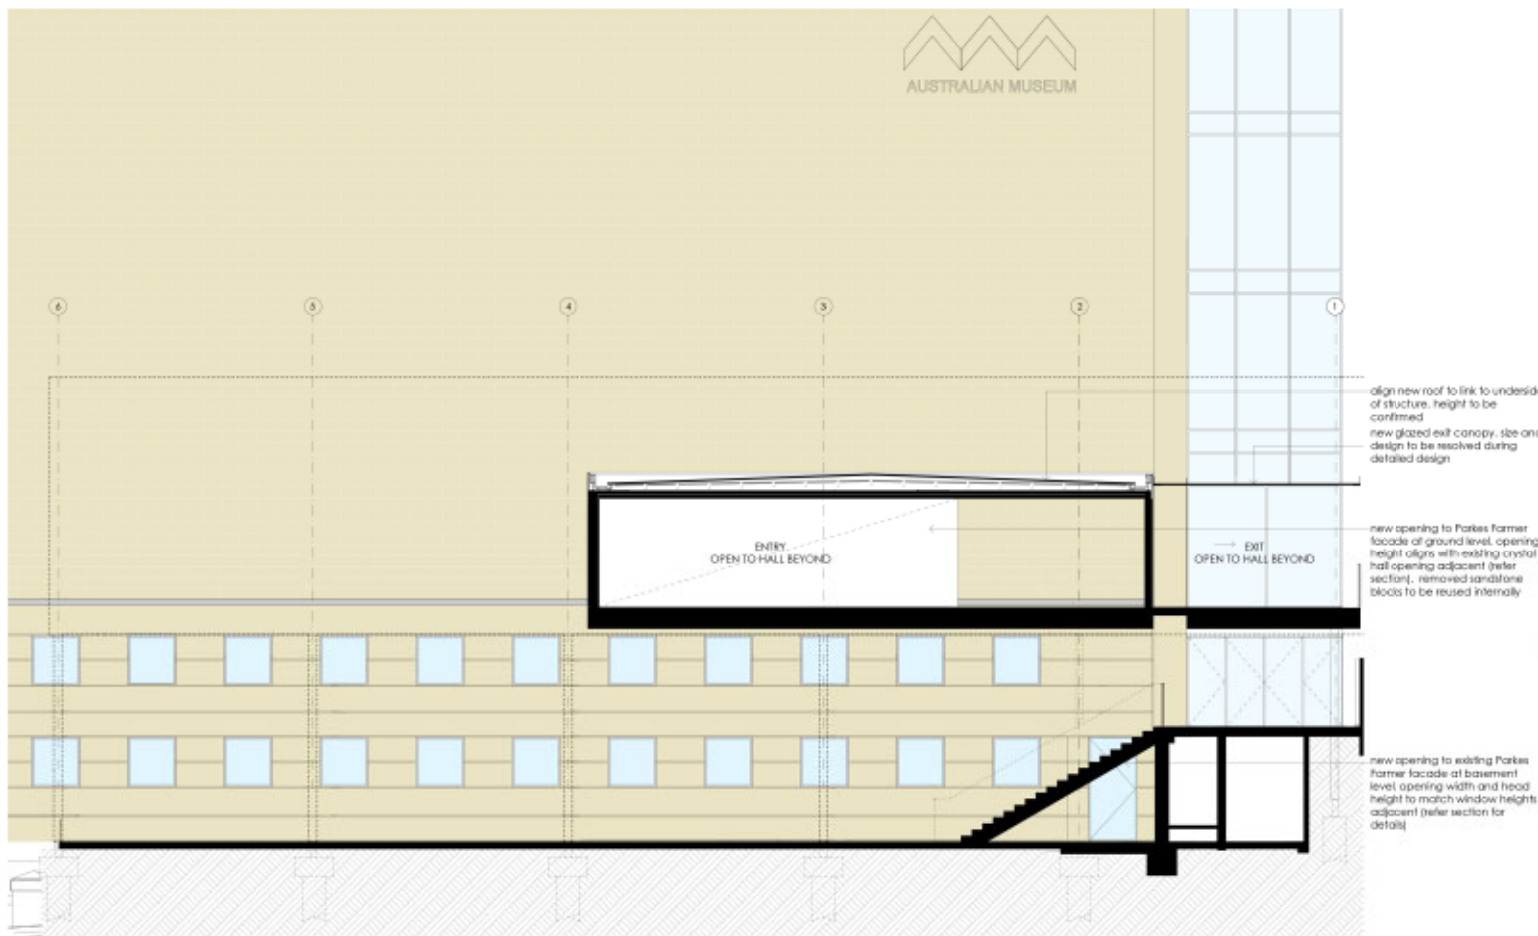 AUSTRALIAN MUSEUM
6
5
4
3
2
1
align new roof to link to undersid
of structure. height to be
confirmed
new glazed exit canopy. size an
design to be resolved during
detailed design
new opening to Parkes Farmer
facade at ground level. opening
height aligns with existing crystal
hall opening adjacent (refer
section). removed sandstone
blocks to be reused internally
ENTRY
OPEN TO HALL BEYOND
EXIT
OPEN TO HALL BEYOND
new opening to existing Parkes
Farmer facade at basement
level. opening width and head
height to match window heights
adjacent (refer section for
details)